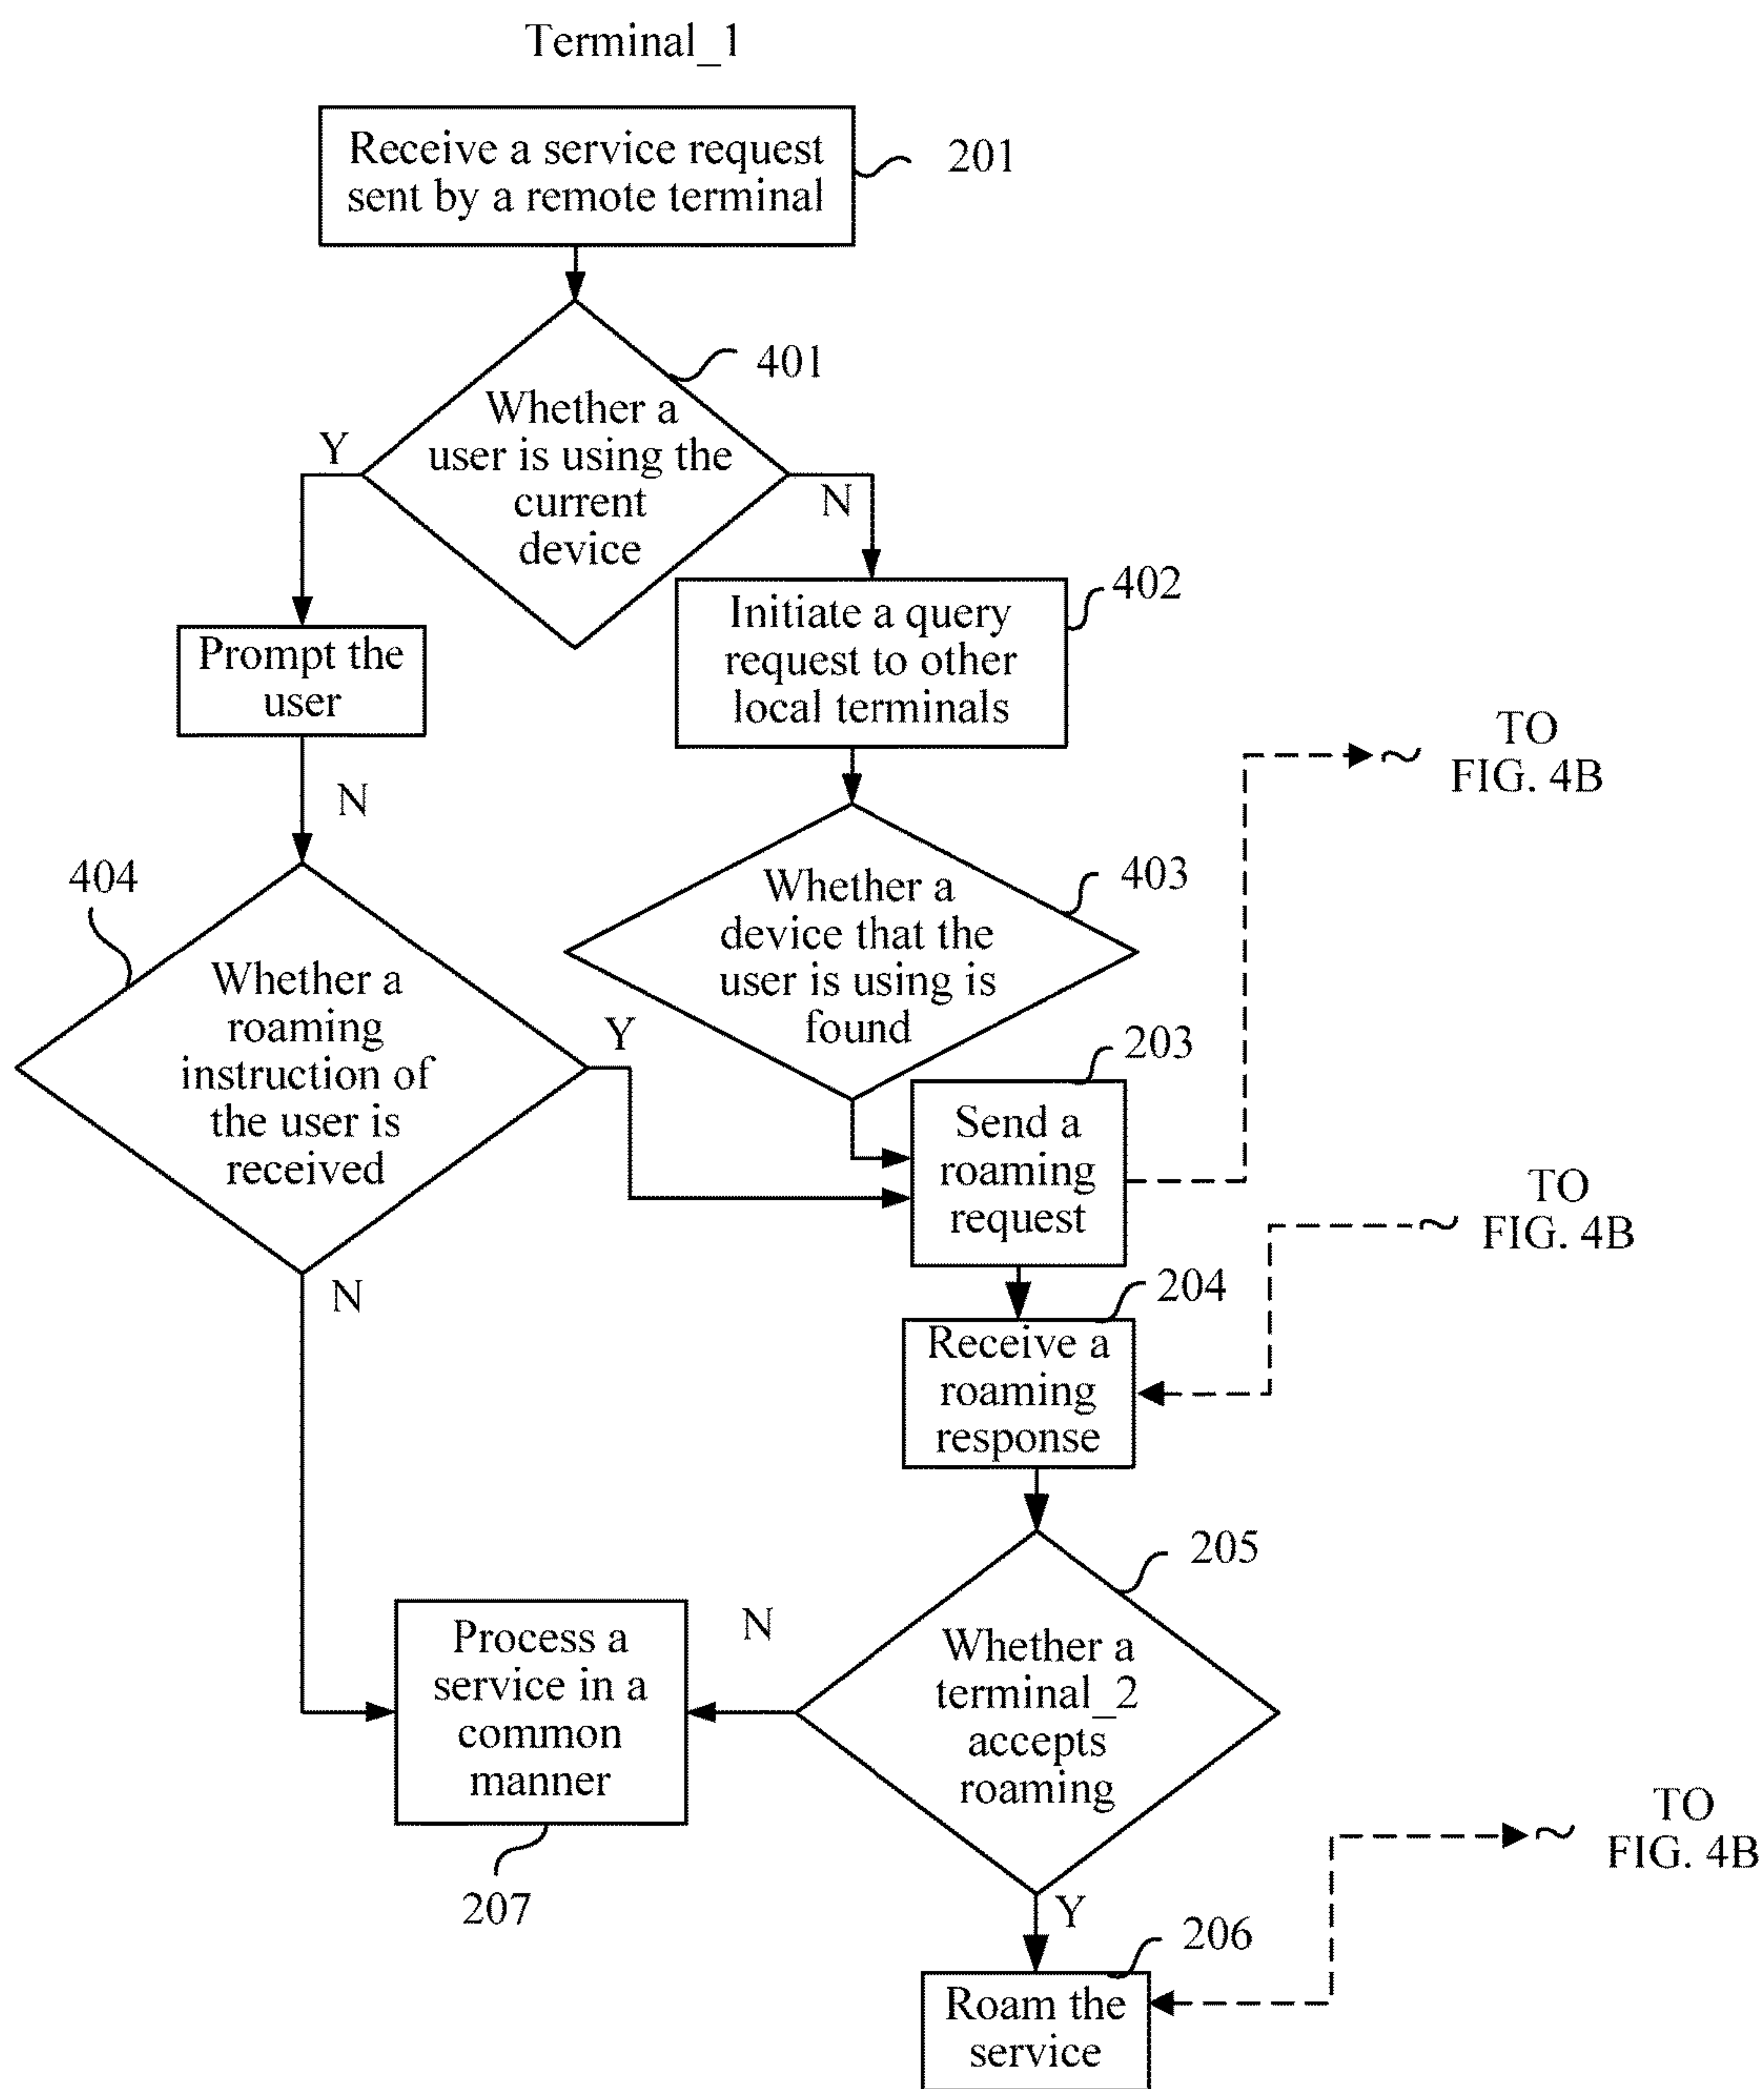 Terminal_1
Receive a service request
sent by a remote terminal
201
401
Whether a
user is using the
current
device
Y
N
402
Initiate a query
request to other
local terminals
Prompt the
user
TO
FIG. 4B
N
404
403
Whether a
device that the
user is using is
found
Whether a
roaming
instruction of
the user is
received
Y
203
Send a
roaming
request
TO
FIG. 4B
N
204
Receive a
roaming
response
205
Whether a
terminal_2
accepts
roaming
N
Process a
service in a
common
manner
207
TO
FIG. 4B
Y
206
Roam the
service